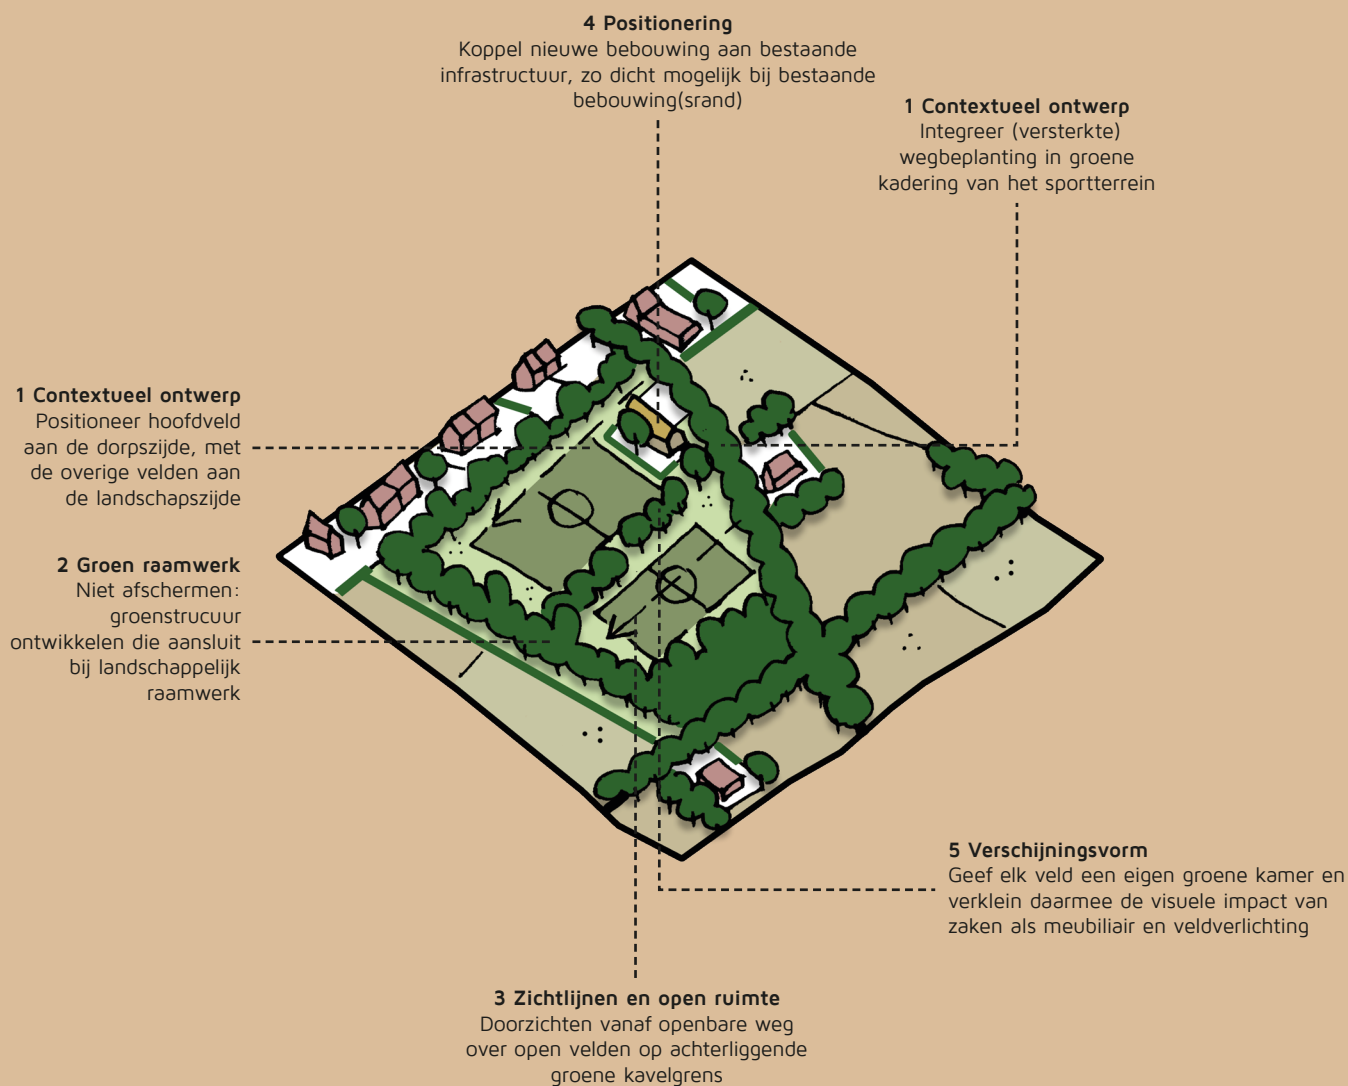 4 Positionering
Koppel nieuwe bebouwing aan bestaande
infrastructuur, zo dicht mogelijk bij bestaande
bebouwing(srand)
1 Contextueel ontwerp
Integreer (versterkte)
wegbeplanting in groene
kadering van het sportterrein
1 Contextueel ontwerp
Positioneer hoofdveld
aan de dorpszijde, met
de overige velden aan
de landschapszijde
2 Groen raamwerk
Niet afschermen:
groenstrucuur
ontwikkelen die aansluit
bij landschappelijk
raamwerk
5 Verschijningsvorm
Geef elk veld een eigen groene kamer en
verklein daarmee de visuele impact van
zaken als meubiliair en veldverlichting
3 Zichtlijnen en open ruimte
Doorzichten vanaf openbare weg
over open velden op achterliggende
groene kavelgrens